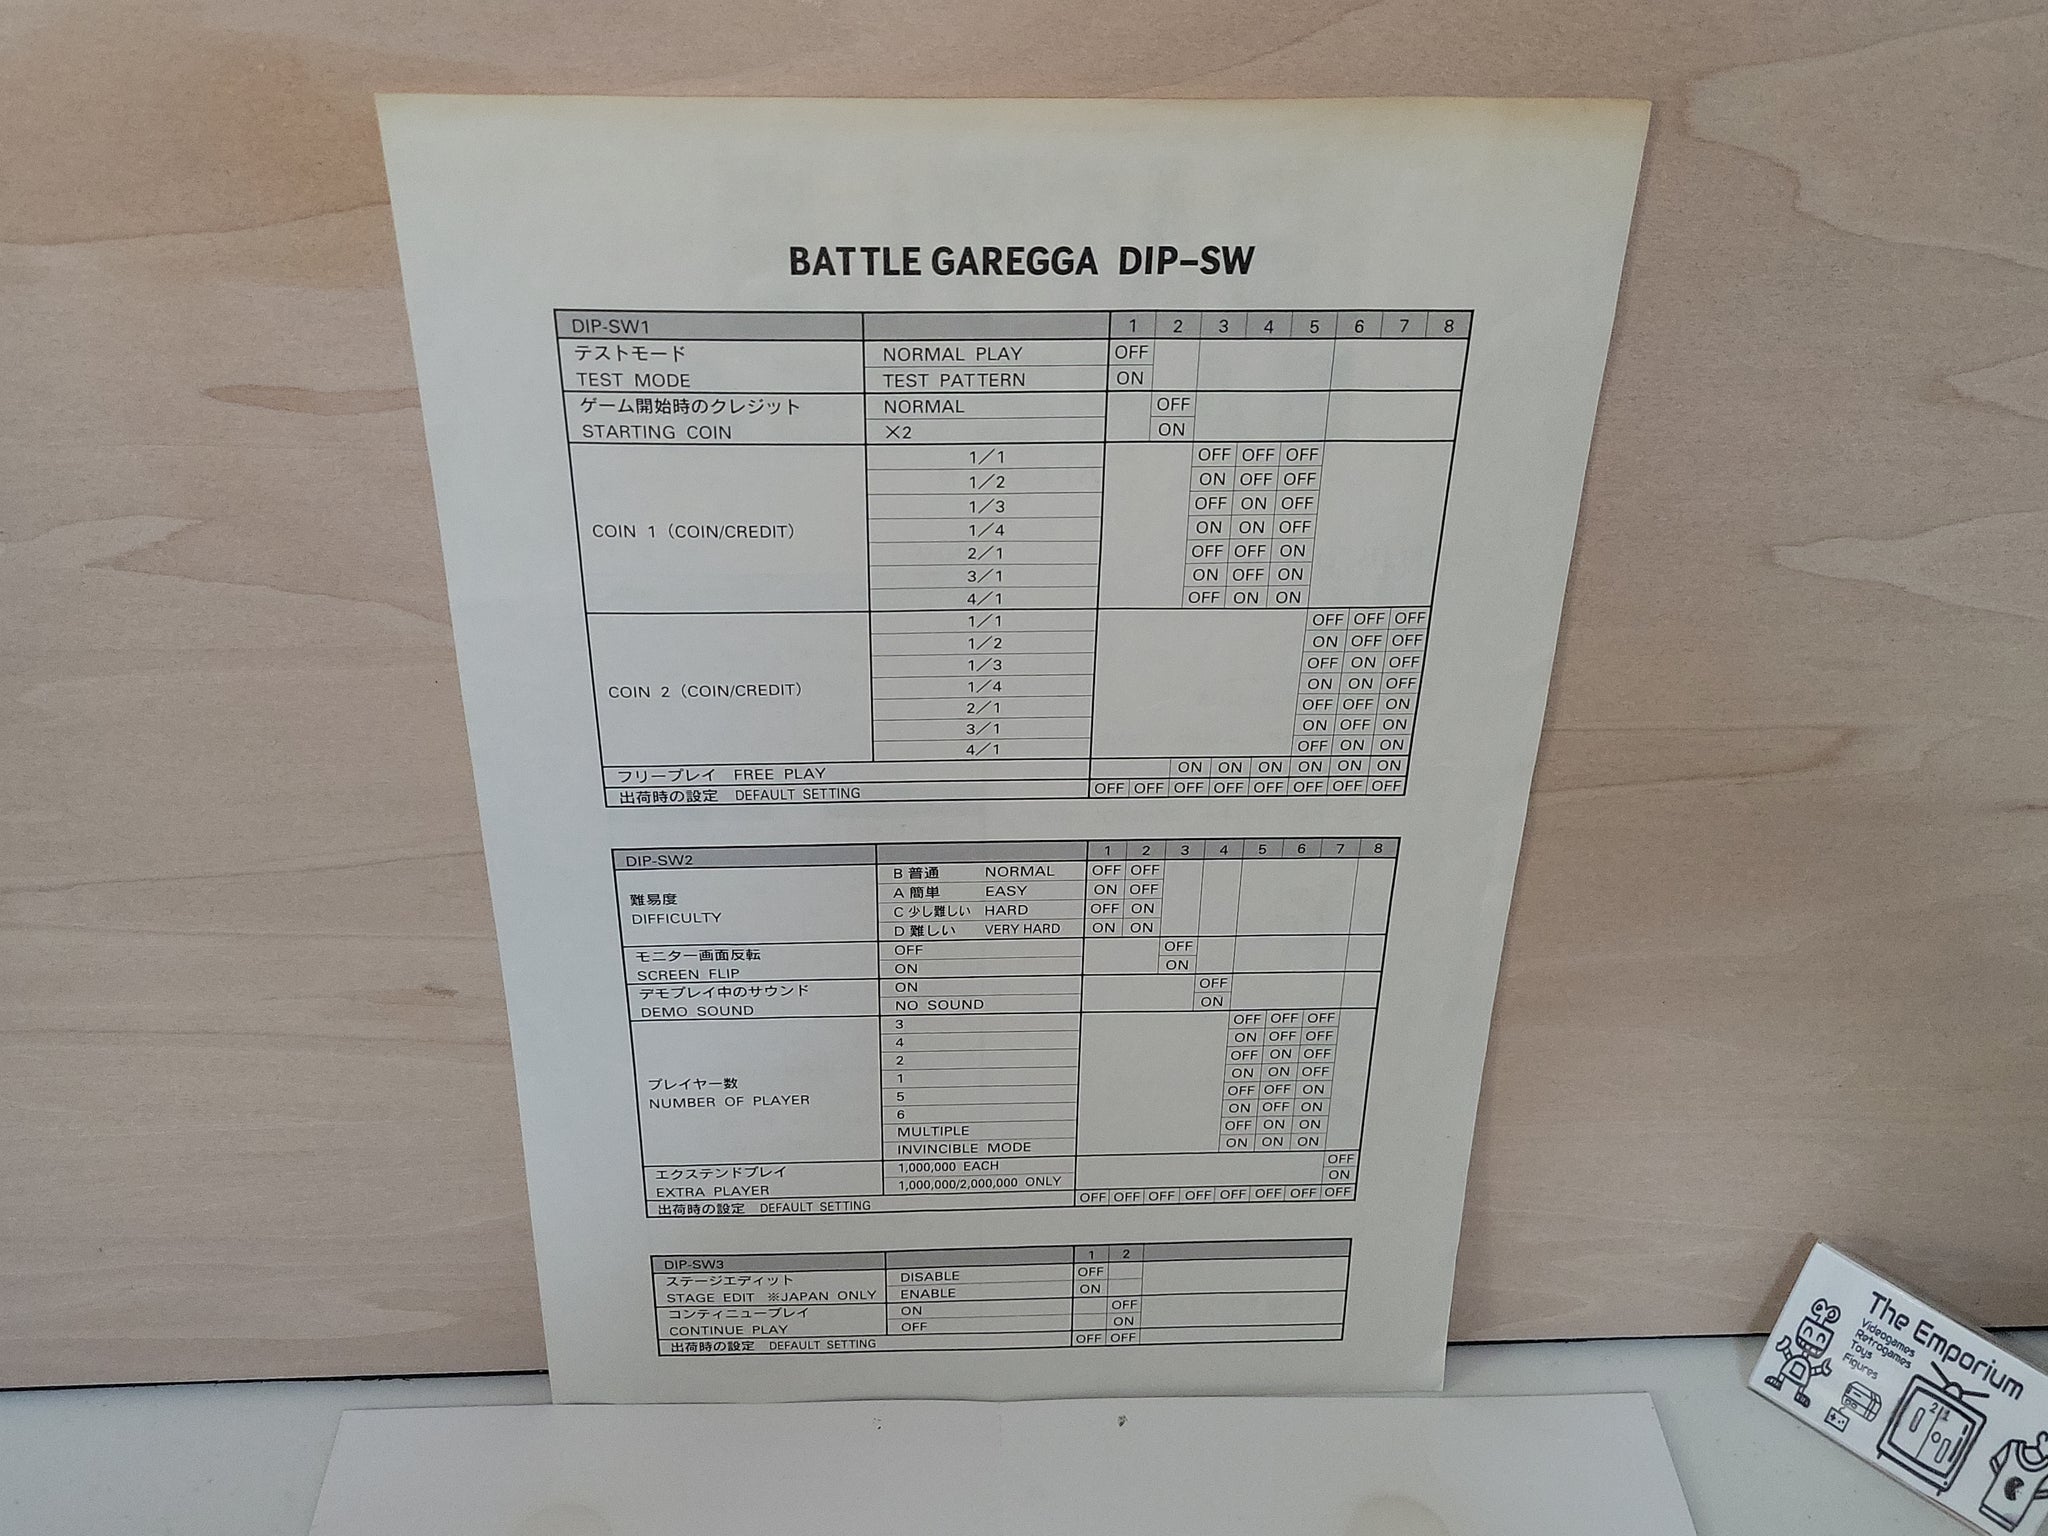 BATTLE GAREGGA DIP-SW
DIP-SW1 1 2 3 4 5 6 7 8
テストモード NORMAL PLAY OFF
TEST MODE TEST PATTERN ON
ゲーム開始時のクレジット NORMAL OFF
STARTING COIN ×2 ON
1/1 OFF OFF OFF
1/2 ON OFF OFF
1/3 OFF ON OFF
COIN 1 (COIN/CREDIT) 1/4 ON ON OFF
2/1 OFF OFF ON
3/1 ON OFF ON
4/1 OFF ON ON
1/1 OFF OFF OFF
1/2 ON OFF OFF
1/3 OFF ON OFF
COIN 2 (COIN/CREDIT) 1/4 ON ON OFF
2/1 OFF OFF ON
3/1 ON OFF ON
4/1 OFF ON ON
フリープレイ FREE PLAY ON ON ON ON ON ON
出荷時の設定 DEFAULT SETTING OFF OFF OFF OFF OFF OFF OFF OFF
DIP-SW2 1 2 3 4 5 6 7 8
B 普通 NORMAL OFF OFF
難易度 A 簡単 EASY ON OFF
DIFFICULTY C 少し難しい HARD OFF ON
D 難しい VERY HARD ON ON
モニター画面反転 OFF OFF
SCREEN FLIP ON ON
デモプレイ中のサウンド ON OFF
DEMO SOUND NO SOUND ON
3 OFF OFF OFF
4 ON OFF OFF
2 OFF ON OFF
プレイヤー数 1 ON ON OFF
NUMBER OF PLAYER 5 OFF OFF ON
6 ON OFF ON
MULTIPLE OFF ON ON
INVINCIBLE MODE ON ON ON
エクステンドプレイ 1,000,000 EACH OFF
EXTRA PLAYER 1,000,000/2,000,000 ONLY ON
出荷時の設定 DEFAULT SETTING OFF OFF OFF OFF OFF OFF OFF OFF
DIP-SW3 1 2
ステージエディット DISABLE OFF
STAGE EDIT ※JAPAN ONLY ENABLE ON
コンティニュープレイ ON OFF
CONTINUE PLAY OFF ON
出荷時の設定 DEFAULT SETTING OFF OFF
The Emporium
Videogames
Retrogames
Toys
Figures
2 1